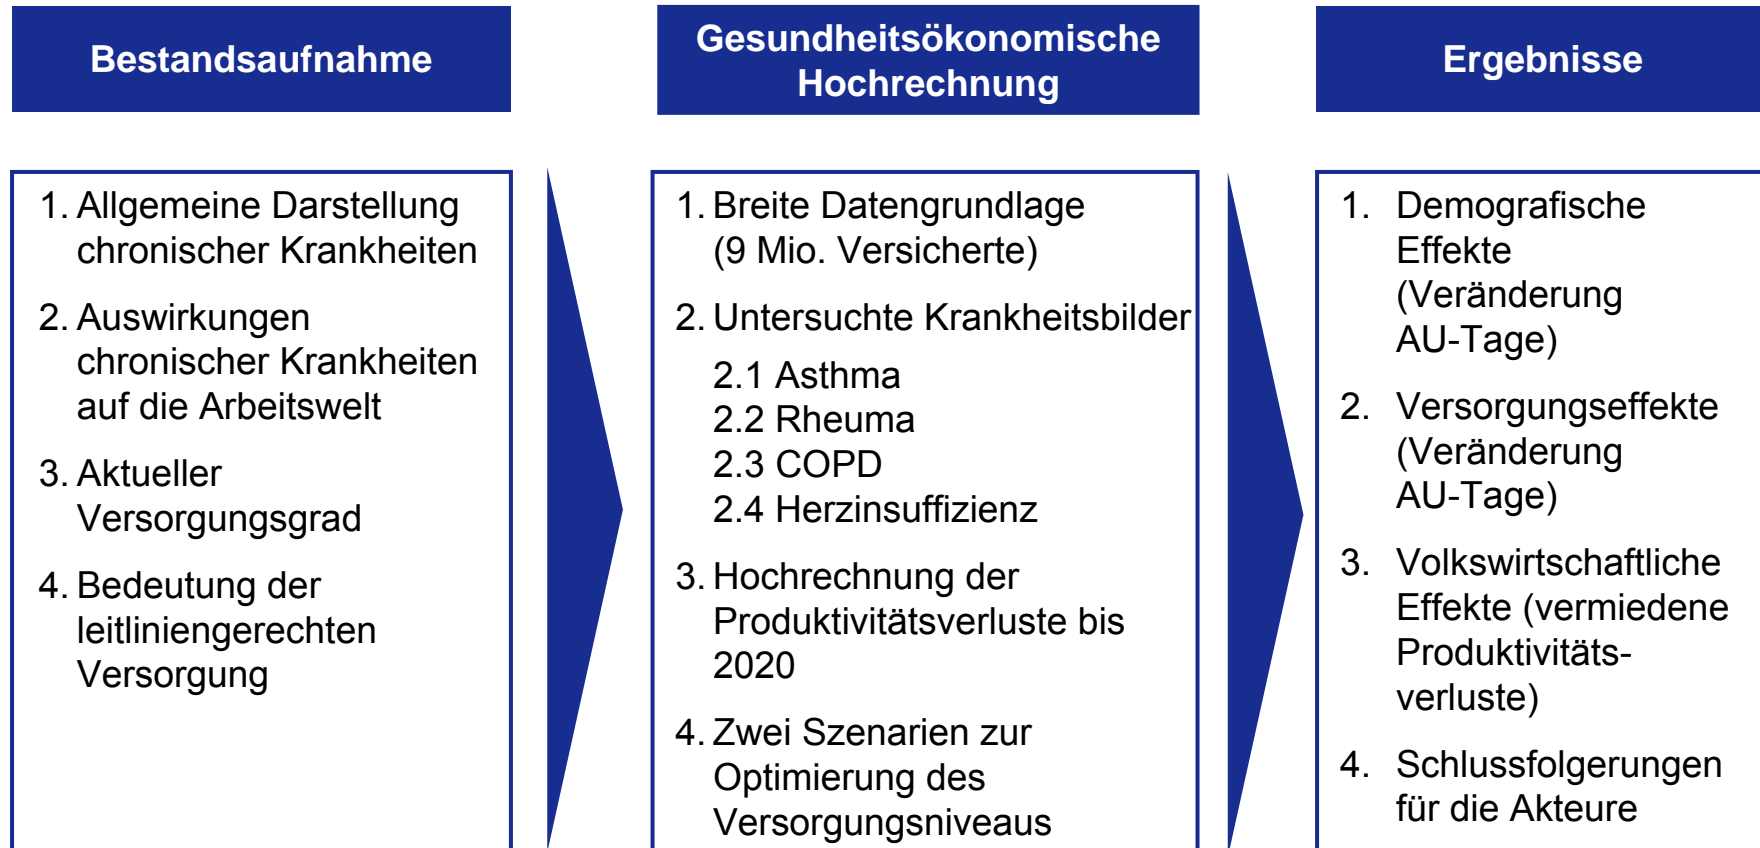 Bestandsaufnahme
1. Allgemeine Darstellung
chronischer Krankheiten
2. Auswirkungen
chronischer Krankheiten
auf die Arbeitswelt
3. Aktueller
Versorgungsgrad
4. Bedeutung der
leitliniengerechten
Versorgung
Gesundheitsökonomische
Hochrechnung
1. Breite Datengrundlage
(9 Mio. Versicherte)
2. Untersuchte Krankheitsbilder
2.1 Asthma
2.2 Rheuma
2.3 COPD
2.4 Herzinsuffizienz
3. Hochrechnung der
Produktivitätsverluste bis
2020
4. Zwei Szenarien zur
Optimierung des
Versorgungsniveaus
Ergebnisse
1. Demografische
Effekte
(Veränderung
AU-Tage)
2. Versorgungseffekte
(Veränderung
AU-Tage)
3. Volkswirtschaftliche
Effekte (vermiedene
Produktivitäts-
verluste)
4. Schlussfolgerungen
für die Akteure